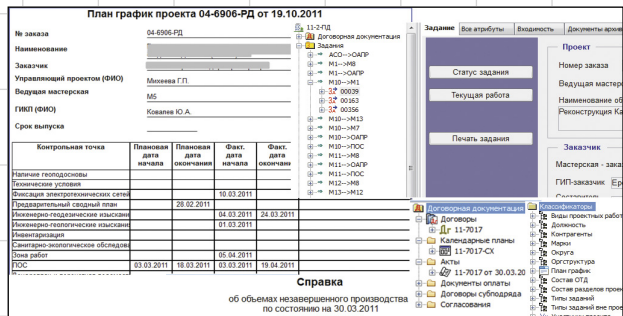 План график проекта 04-6906-РД от 19.10.2011
№ заказа 04-6906-РД
Наименование
Заказчик
Управляющий проектом (ФИО) Михеева Г.П.
Ведущая мастерская М5
ГИКП (ФИО) Ковалев Ю.А.
Срок выпуска
Контрольная точка Плановая дата начала Плановая дата окончания Факт. дата начала Факт. дата окончан
Наличие геоподосновы
Технические условия
Фиксация электротехнических сетей 10.03.2011
Предварительный сводный план 28.02.2011
Инженерно-геодезические изыскани 04.03.2011 24.03.2011
Инженерно-геологические изыскани 01.03.2011
Инвентаризация
Санитарно-экологическое обследов
Зона работ 05.04.2011
ПОС 03.03.2011 18.03.2011 03.03.2011 19.04.2011
11-2-ПД
Договорная документация
Задания
АСО-->ОАПР
М1-->М8
М1-->ОАПР
М10-->М1
00039
00163
00356
М10-->М13
М10-->М7
М10-->ОАПР
М10-->ПОС
М11-->М8
М11-->ОАПР
М11-->ПОС
М12-->М8
М13-->М12
Задание Все атрибуты Входимость Документы архив
Статус задания
Текущая работа
Печать задания
Проект
Номер заказа
Ведущая мастерс
Наименование об
Реконструкция Ка
Заказчик
Мастерская - зака
ГИП-заказчик Ер
Договорная документация
Договоры
11-7017
Календарные планы
11-7017-СХ
Акты
11-7017 от 30.03.20
Документы оплаты
Договоры субподряда
Согласования
Классификаторы
Виды проектных работ
Должность
Контрагенты
Марки
Округа
Оргструктура
План график
Состав ОТД
Состав разделов проен
Типы заданий
Типы заданий вне прое
Справка
об объемах незавершенного производства
по состоянию на 30.03.2011